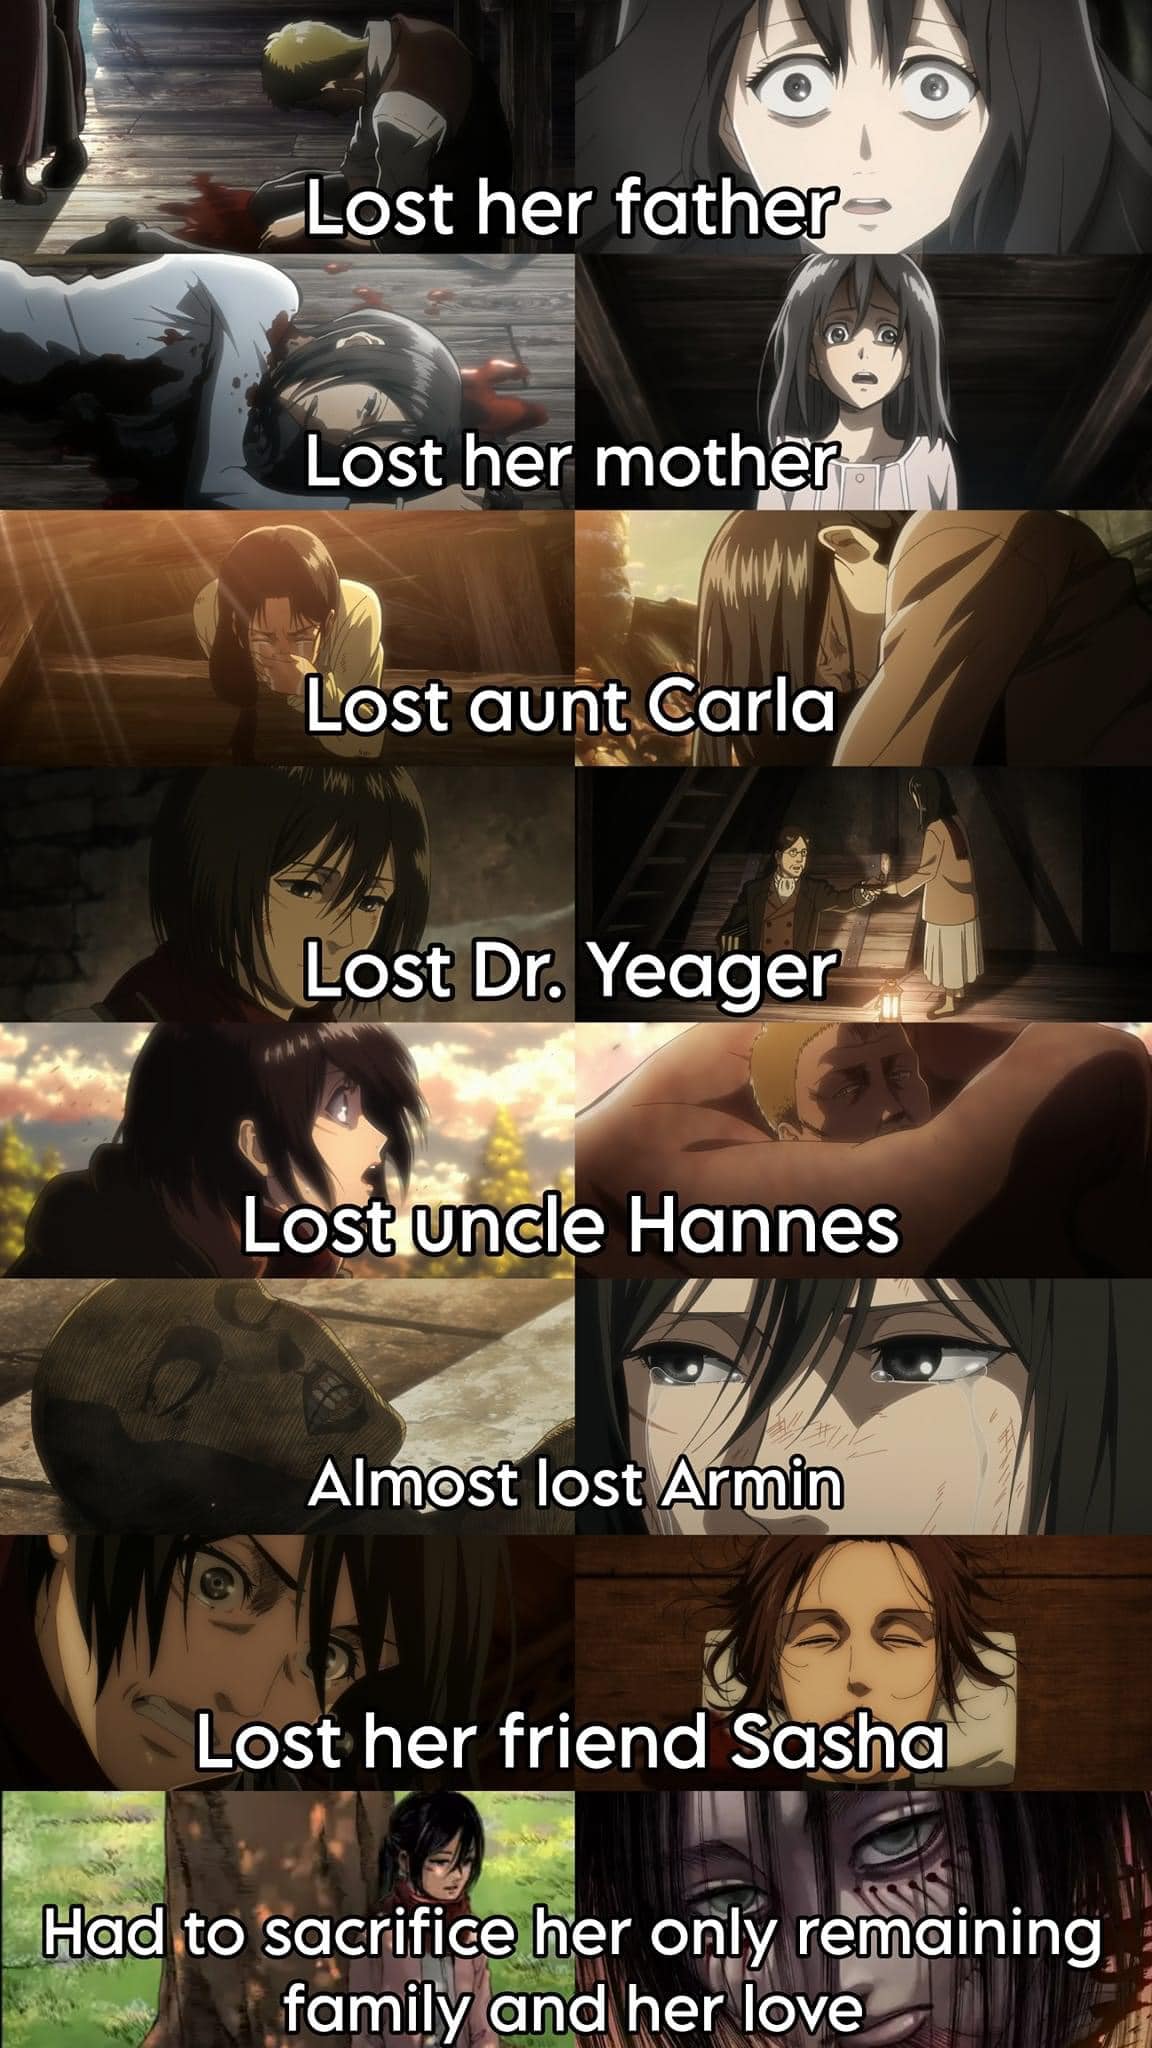 Lost her father
Lost her mother
Lost aunt Carla
Lost Dr. Yeager
Lost uncle Hannes
Almost lost Armin
Lost her friend Sasha
Had to sacrifice her only remaining
family and her love